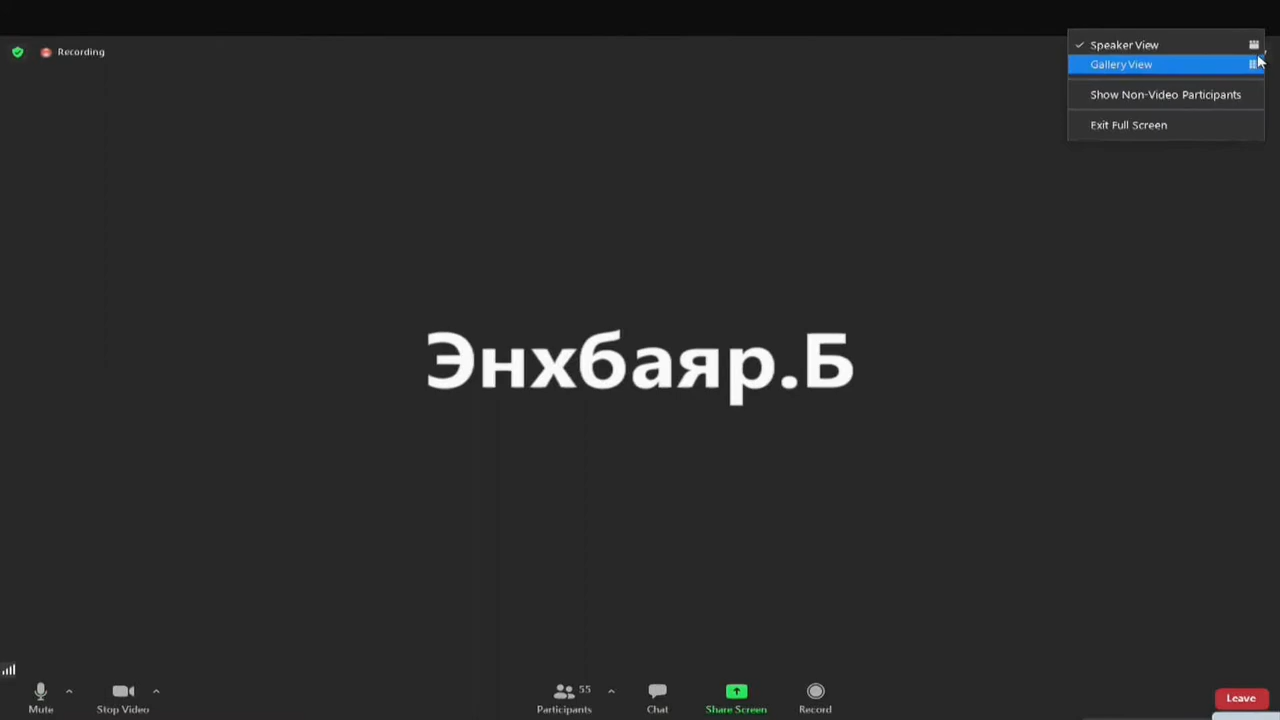 Recording
Speaker View
Gallery View
Show Non-Video Participants
Exit Full Screen
Энхбаяр.Б
Mute
Stop Video
55
Participants
Chat
Share Screen
Record
Leave